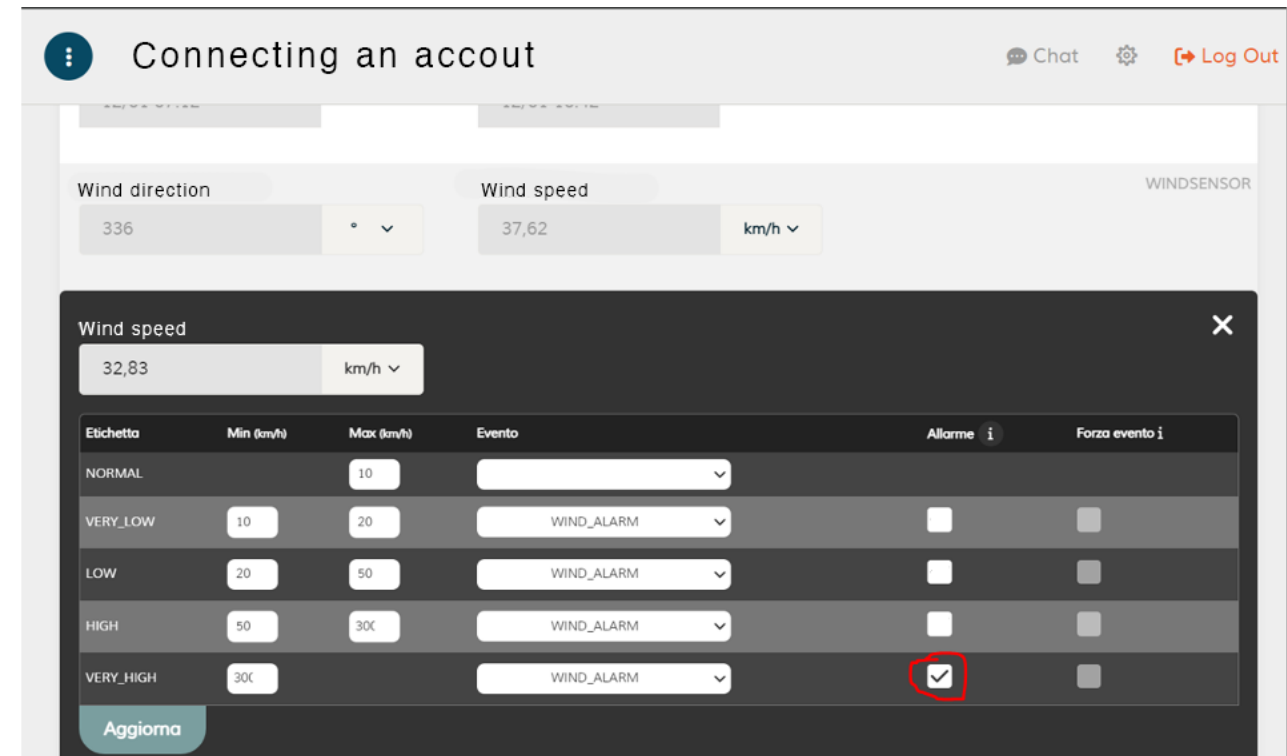 Connecting an accout
Chat
Log Out
Wind direction
Wind speed
WINDSENSOR
336 °
37,62 km/h
Wind speed
32,83 km/h
Etichetta Min (km/h) Max (km/h) Evento Allarme i Forza evento i
NORMAL 10
VERY_LOW 10 20 WIND_ALARM
LOW 20 50 WIND_ALARM
HIGH 50 300 WIND_ALARM
VERY_HIGH 300 WIND_ALARM
Aggiorna